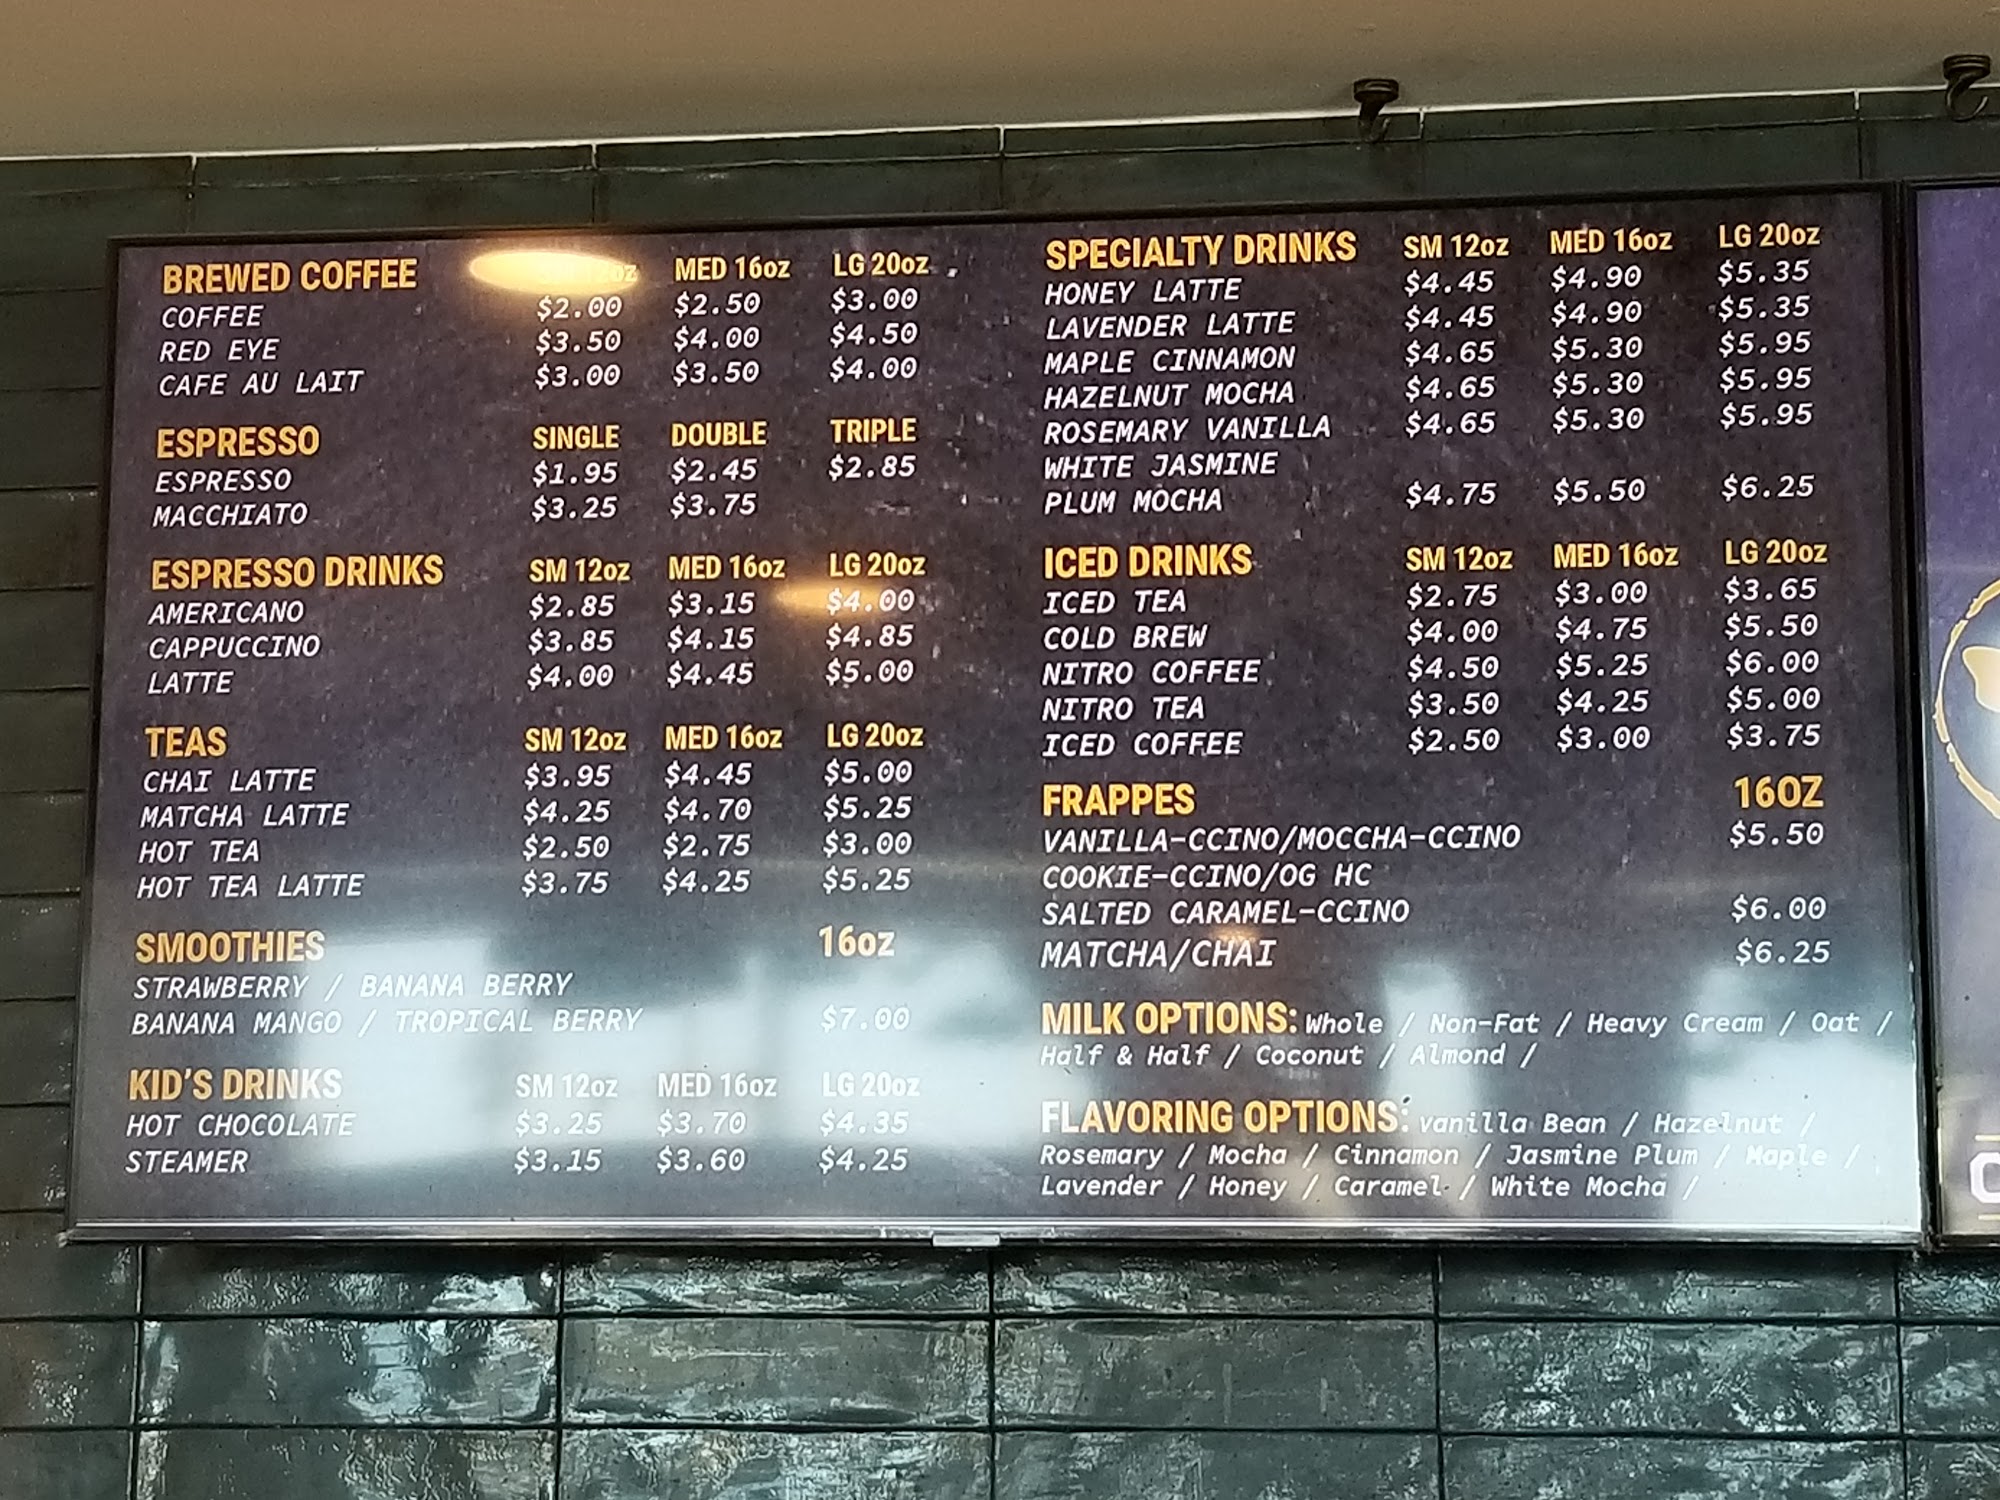 BREWED COFFEE oz MED 16oz LG 20oz
COFFEE $2.00 $2.50 $3.00
RED EYE $3.50 $4.00 $4.50
CAFE AU LAIT $3.00 $3.50 $4.00
ESPRESSO SINGLE DOUBLE TRIPLE
ESPRESSO $1.95 $2.45 $2.85
MACCHIATO $3.25 $3.75
ESPRESSO DRINKS SM 12oz MED 16oz LG 20oz
AMERICANO $2.85 $3.15 $4.00
CAPPUCCINO $3.85 $4.15 $4.85
LATTE $4.00 $4.45 $5.00
TEAS SM 12oz MED 16oz LG 20oz
CHAI LATTE $3.95 $4.45 $5.00
MATCHA LATTE $4.25 $4.70 $5.25
HOT TEA $2.50 $2.75 $3.00
HOT TEA LATTE $3.75 $4.25 $5.25
SMOOTHIES 16oz
STRAWBERRY / BANANA BERRY
BANANA MANGO / TROPICAL BERRY $7.00
KID'S DRINKS SM 12oz MED 16oz LG 20oz
HOT CHOCOLATE $3.25 $3.70 $4.35
STEAMER $3.15 $3.60 $4.25
SPECIALTY DRINKS SM 12oz MED 16oz LG 20oz
HONEY LATTE $4.45 $4.90 $5.35
LAVENDER LATTE $4.45 $4.90 $5.35
MAPLE CINNAMON $4.65 $5.30 $5.95
HAZELNUT MOCHA $4.65 $5.30 $5.95
ROSEMARY VANILLA $4.65 $5.30 $5.95
WHITE JASMINE
PLUM MOCHA $4.75 $5.50 $6.25
ICED DRINKS SM 12oz MED 16oz LG 20oz
ICED TEA $2.75 $3.00 $3.65
COLD BREW $4.00 $4.75 $5.50
NITRO COFFEE $4.50 $5.25 $6.00
NITRO TEA $3.50 $4.25 $5.00
ICED COFFEE $2.50 $3.00 $3.75
FRAPPES 16OZ
VANILLA-CCINO/MOCCHA-CCINO $5.50
COOKIE-CCINO/OG HC
SALTED CARAMEL-CCINO $6.00
MATCHA/CHAI $6.25
MILK OPTIONS: Whole / Non-Fat / Heavy Cream / Oat /
Half & Half / Coconut / Almond /
FLAVORING OPTIONS: Vanilla Bean / Hazelnut /
Rosemary / Mocha / Cinnamon / Jasmine Plum / Maple /
Lavender / Honey / Caramel / White Mocha /